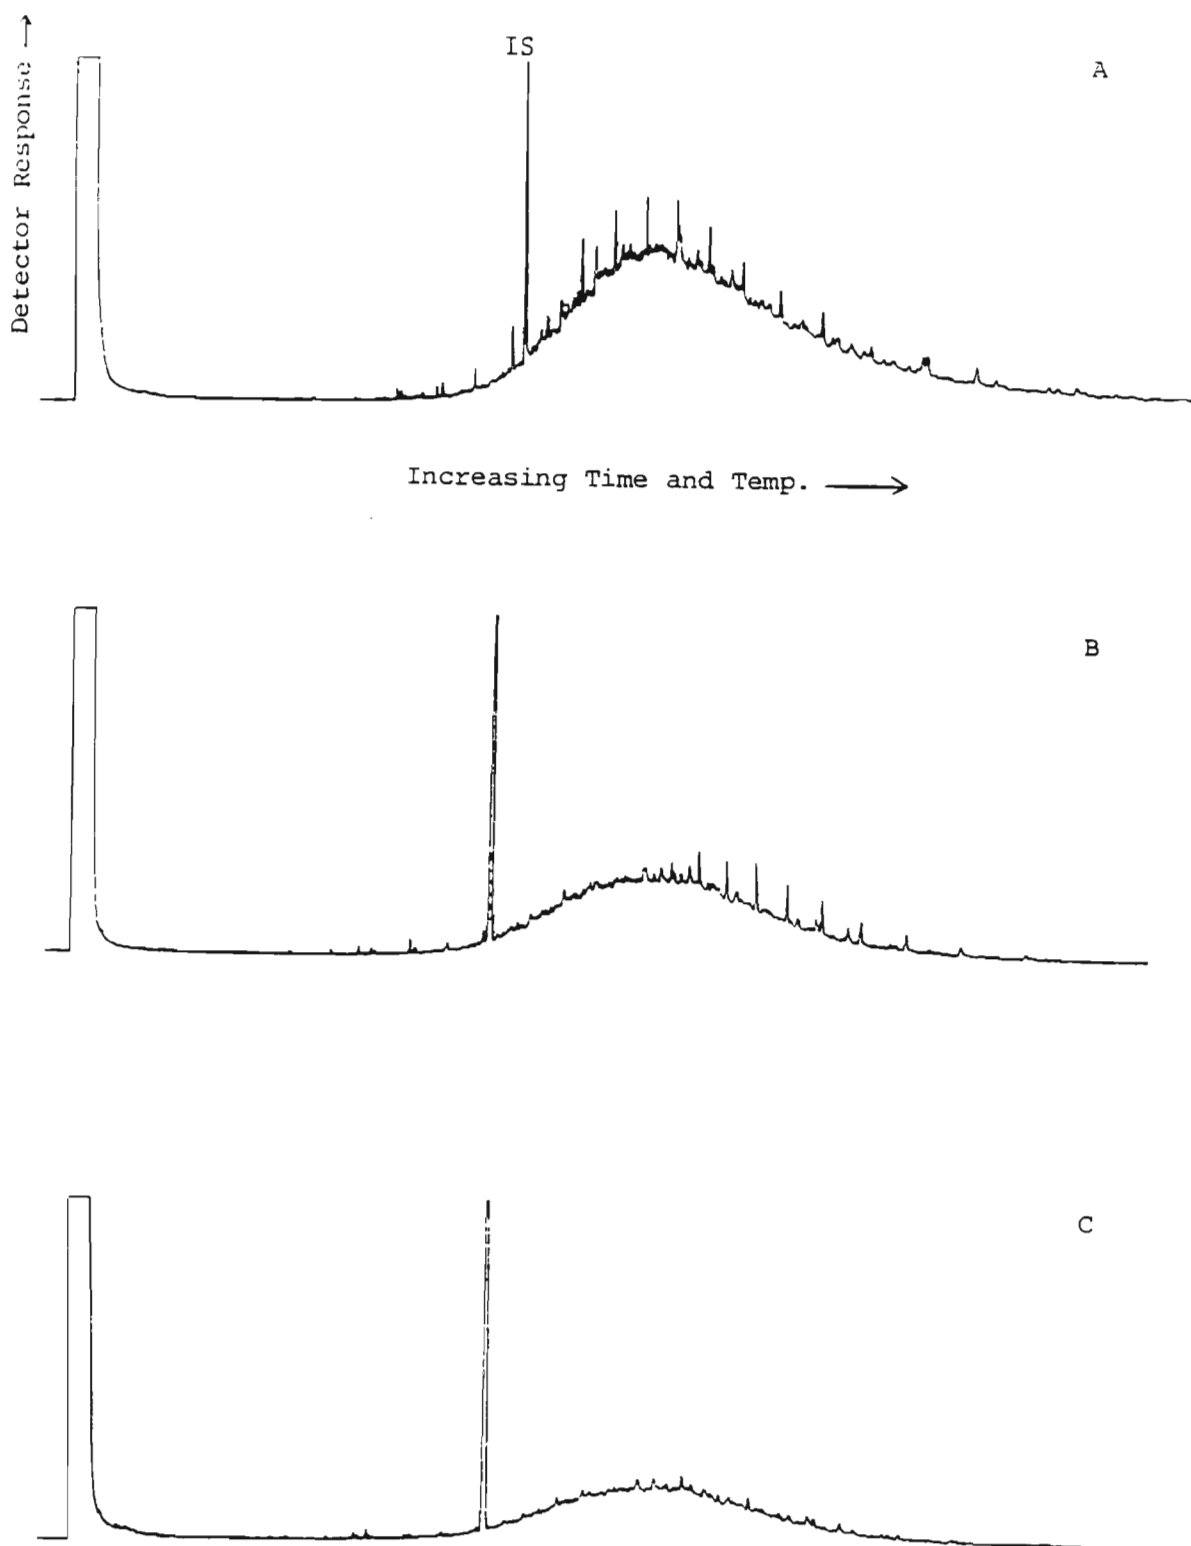 Detector Response →
IS
A
Increasing Time and Temp. →
B
C